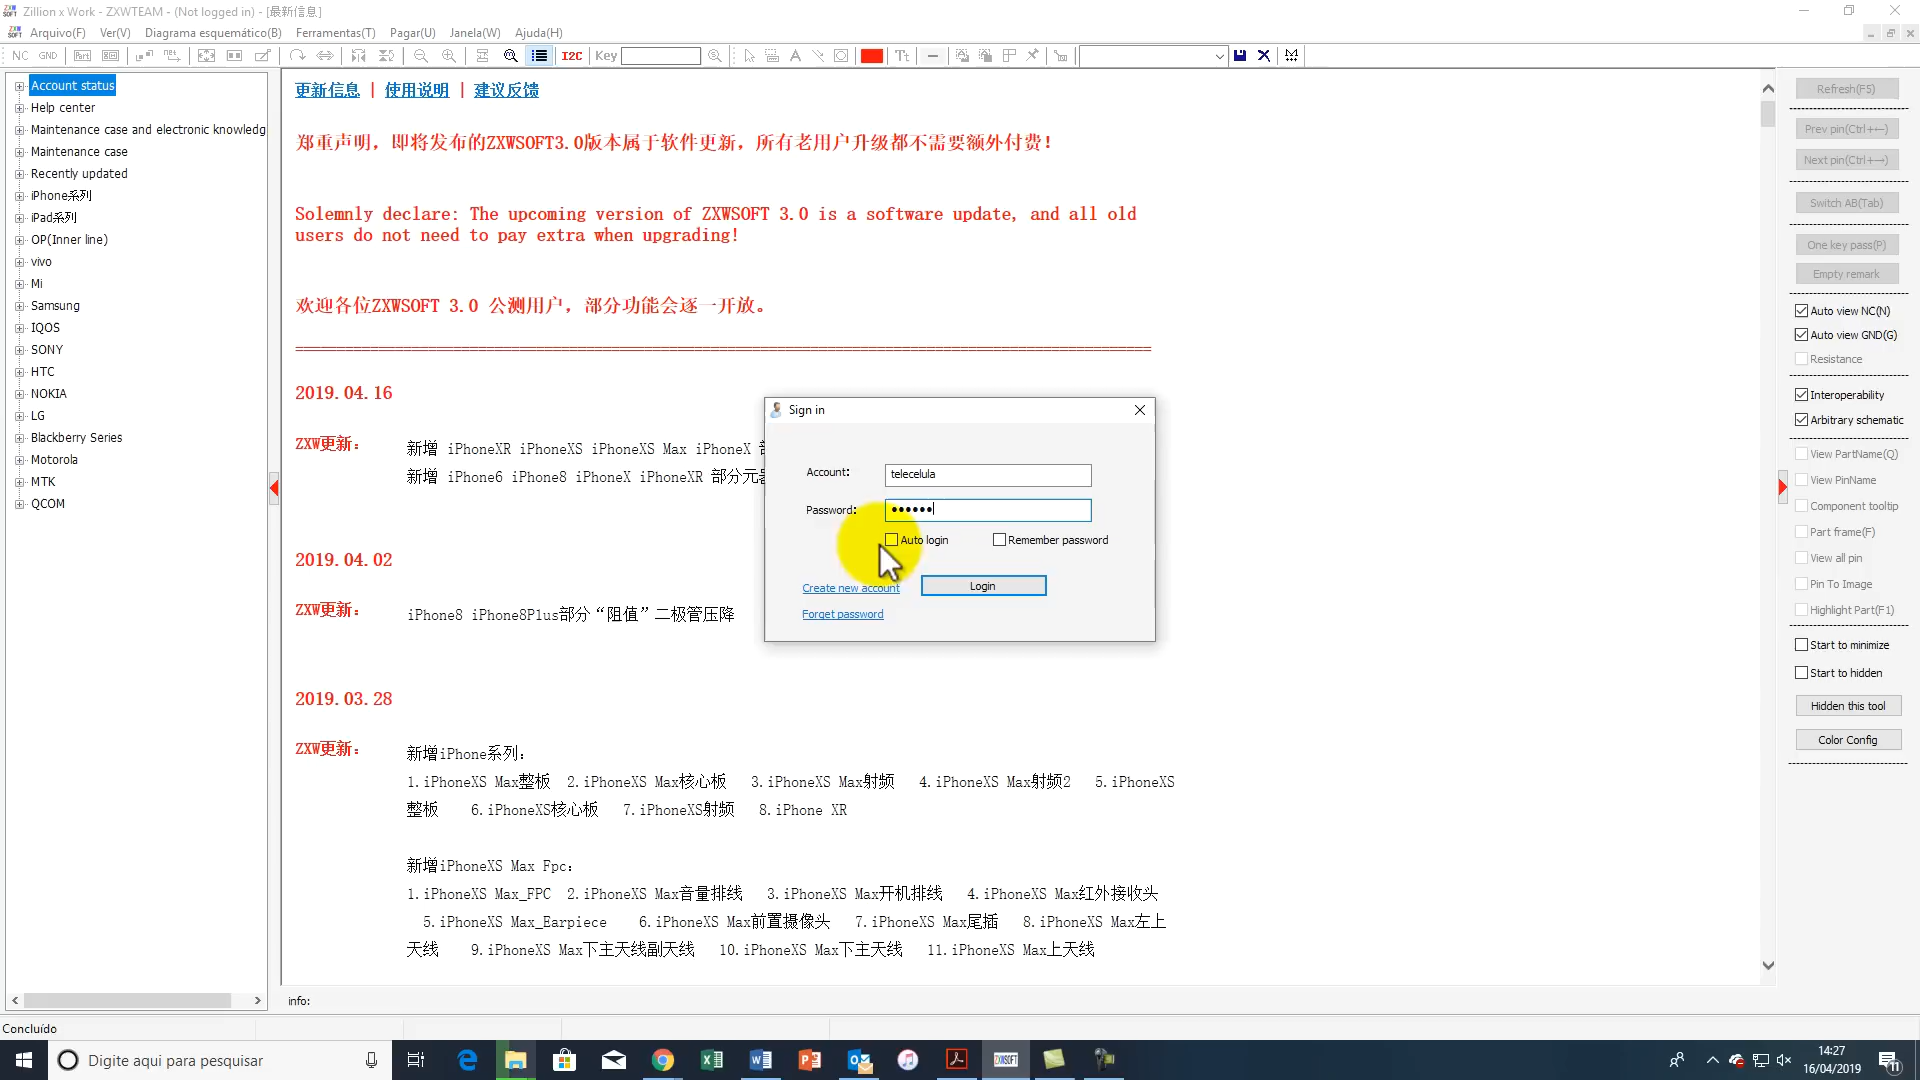 Zillion x Work - ZXWTEAM - (Not logged in) - [最新信息]
Arquivo(F) Ver(V) Diagrama esquemático(B) Ferramentas(T) Pagar(U) Janela(W) Ajuda(H)
NC GND I2C Key
Account status
Help center
Maintenance case and electronic knowledg
Maintenance case
Recently updated
iPhone系列
iPad系列
OP(Inner line)
vivo
Mi
Samsung
IQOS
SONY
HTC
NOKIA
LG
Blackberry Series
Motorola
MTK
QCOM
更新信息 | 使用说明 | 建议反馈
郑重声明，即将发布的ZXWSOFT3.0版本属于软件更新，所有老用户升级都不需要额外付费！
Solemnly declare: The upcoming version of ZXWSOFT 3.0 is a software update, and all old
users do not need to pay extra when upgrading!
欢迎各位ZXWSOFT 3.0 公测用户，部分功能会逐一开放。
2019.04.16
ZXW更新：
新增 iPhoneXR iPhoneXS iPhoneXS Max iPhoneX
新增 iPhone6 iPhone8 iPhoneX iPhoneXR 部分元
2019.04.02
ZXW更新：
iPhone8 iPhone8Plus部分“阻值”二极管压降
2019.03.28
ZXW更新：
新增iPhone系列：
1.iPhoneXS Max整板 2.iPhoneXS Max核心板 3.iPhoneXS Max射频 4.iPhoneXS Max射频2 5.iPhoneXS
整板 6.iPhoneXS核心板 7.iPhoneXS射频 8.iPhone XR
新增iPhoneXS Max Fpc：
1.iPhoneXS Max_FPC 2.iPhoneXS Max音量排线 3.iPhoneXS Max开机排线 4.iPhoneXS Max红外接收头
5.iPhoneXS Max_Earpiece 6.iPhoneXS Max前置摄像头 7.iPhoneXS Max尾插 8.iPhoneXS Max左上
天线 9.iPhoneXS Max下主天线副天线 10.iPhoneXS Max下主天线 11.iPhoneXS Max上天线
info:
Sign in
Account: telecelula
Password: ••••••
Auto login Remember password
Create new account Login
Forget password
Refresh(F5)
Prev pin(Ctrl+←)
Next pin(Ctrl+→)
Switch AB(Tab)
One key pass(P)
Empty remark
Auto view NC(N)
Auto view GND(G)
Resistance
Interoperability
Arbitrary schematic
View PartName(Q)
View PinName
Component tooltip
Part frame(F)
View all pin
Pin To Image
Highlight Part(F1)
Start to minimize
Start to hidden
Hidden this tool
Color Config
Concluído
Digite aqui para pesquisar
ZXWSOFT
14:27
16/04/2019
11